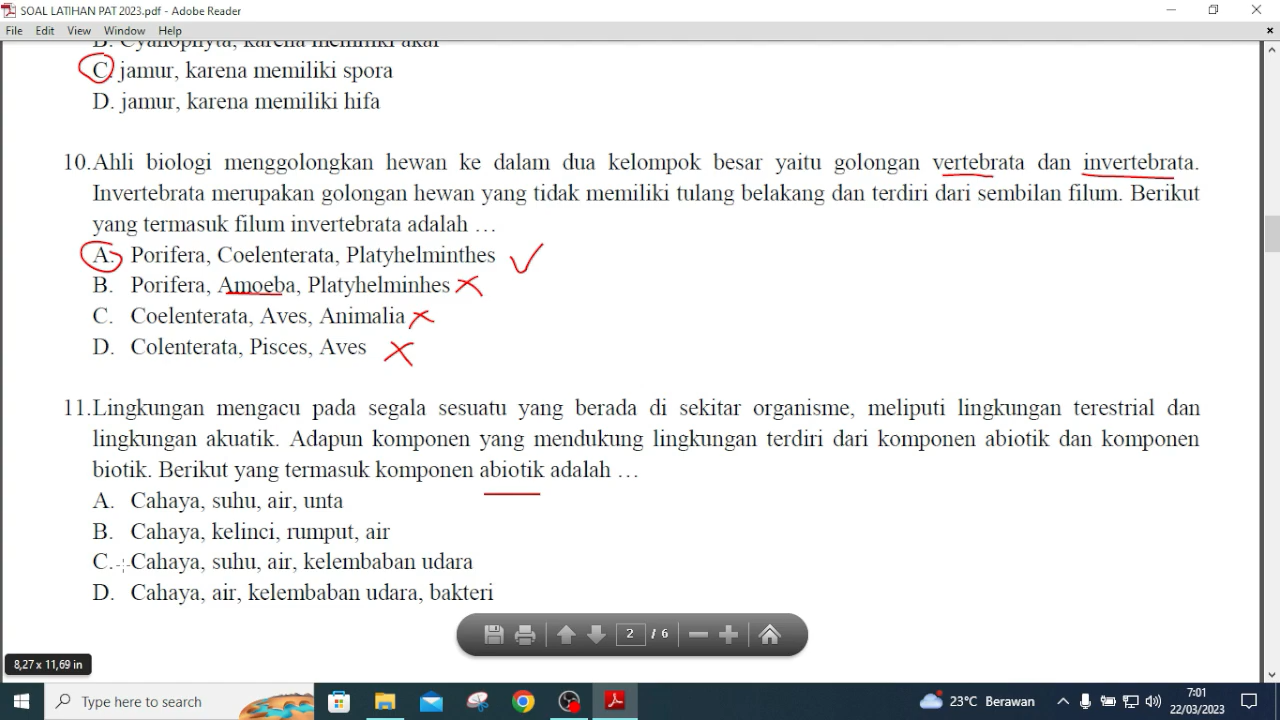 SOAL LATIHAN PAT 2023.pdf - Adobe Reader
File Edit View Window Help
B. Cyanophyta, karena memiliki akar
C. jamur, karena memiliki spora
D. jamur, karena memiliki hifa
10.Ahli biologi menggolongkan hewan ke dalam dua kelompok besar yaitu golongan vertebrata dan invertebrata.
Invertebrata merupakan golongan hewan yang tidak memiliki tulang belakang dan terdiri dari sembilan filum. Berikut
yang termasuk filum invertebrata adalah …
A. Porifera, Coelenterata, Platyhelminthes
B. Porifera, Amoeba, Platyhelminhes
C. Coelenterata, Aves, Animalia
D. Colenterata, Pisces, Aves
11.Lingkungan mengacu pada segala sesuatu yang berada di sekitar organisme, meliputi lingkungan terestrial dan
lingkungan akuatik. Adapun komponen yang mendukung lingkungan terdiri dari komponen abiotik dan komponen
biotik. Berikut yang termasuk komponen abiotik adalah …
A. Cahaya, suhu, air, unta
B. Cahaya, kelinci, rumput, air
C. Cahaya, suhu, air, kelembaban udara
D. Cahaya, air, kelembaban udara, bakteri
2 / 6
8,27 x 11,69 in
Type here to search
23°C Berawan
7:01
22/03/2023